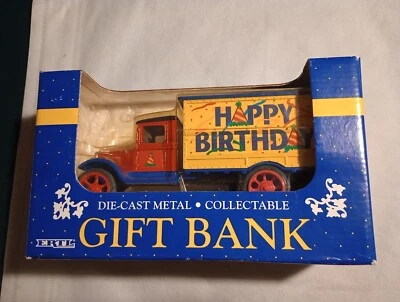 HAPPY
BIRTHDAY
DIE-CAST METAL • COLLECTABLE
ERTL
GIFT BANK